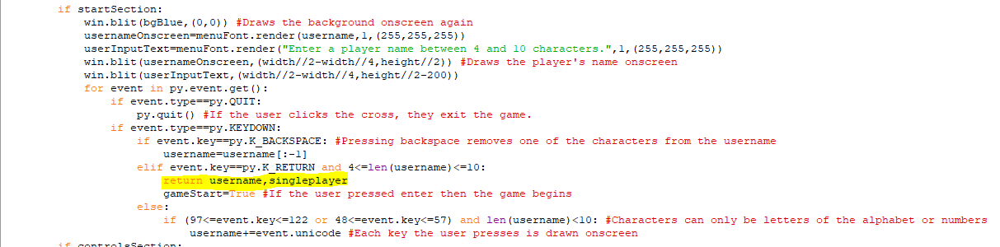 if startSection:
win.blit(bgBlue,(0,0)) #Draws the background onscreen again
usernameOnscreen=menuFont.render(username,1,(255,255,255))
userInputText=menuFont.render("Enter a player name between 4 and 10 characters.",1,(255,255,255))
win.blit(usernameOnscreen,(width//2-width//4,height//2)) #Draws the player's name onscreen
win.blit(userInputText,(width//2-width//4,height//2-200))
for event in py.event.get():
if event.type==py.QUIT:
py.quit() #If the user clicks the cross, they exit the game.
if event.type==py.KEYDOWN:
if event.key==py.K_BACKSPACE: #Pressing backspace removes one of the characters from the username
username=username[:-1]
elif event.key==py.K_RETURN and 4<=len(username)<=10:
return username,singleplayer
gameStart=True #If the user pressed enter then the game begins
else:
if (97<=event.key<=122 or 48<=event.key<=57) and len(username)<10: #Characters can only be letters of the alphabet or numbers
username+=event.unicode #Each key the user presses is drawn onscreen
if controlsSection: